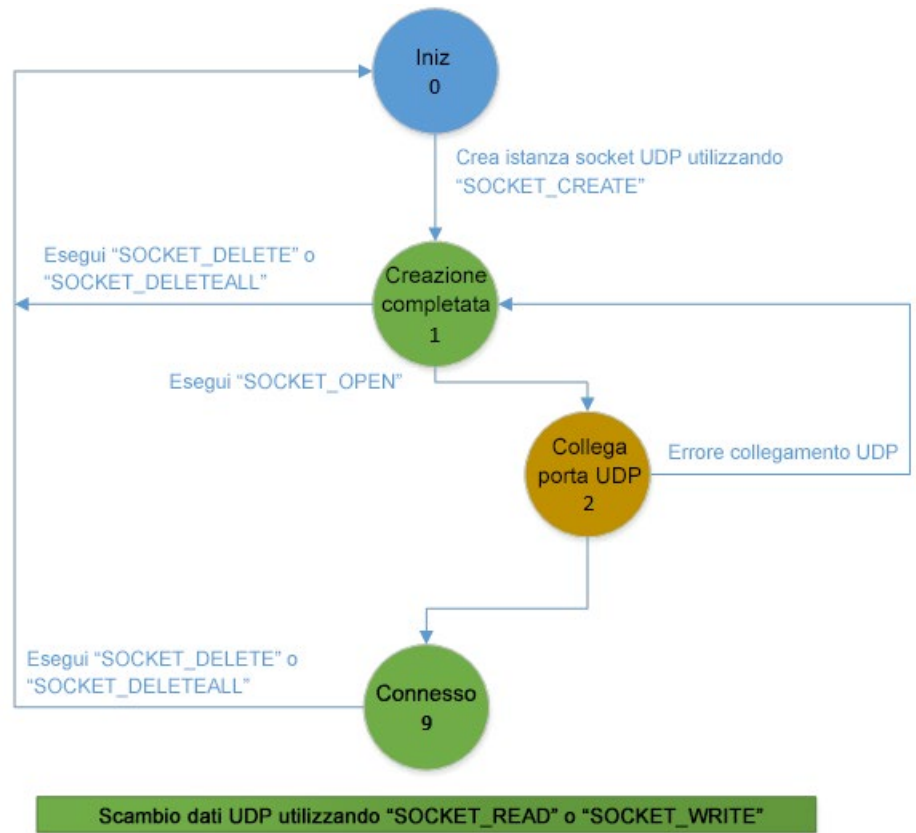 Iniz
0
Crea istanza socket UDP utilizzando
“SOCKET_CREATE”
Esegui “SOCKET_DELETE” o
“SOCKET_DELETEALL”
Creazione
completata
1
Esegui “SOCKET_OPEN”
Collega
porta UDP
2
Errore collegamento UDP
Esegui “SOCKET_DELETE” o
“SOCKET_DELETEALL”
Connesso
9
Scambio dati UDP utilizzando “SOCKET_READ” o “SOCKET_WRITE”